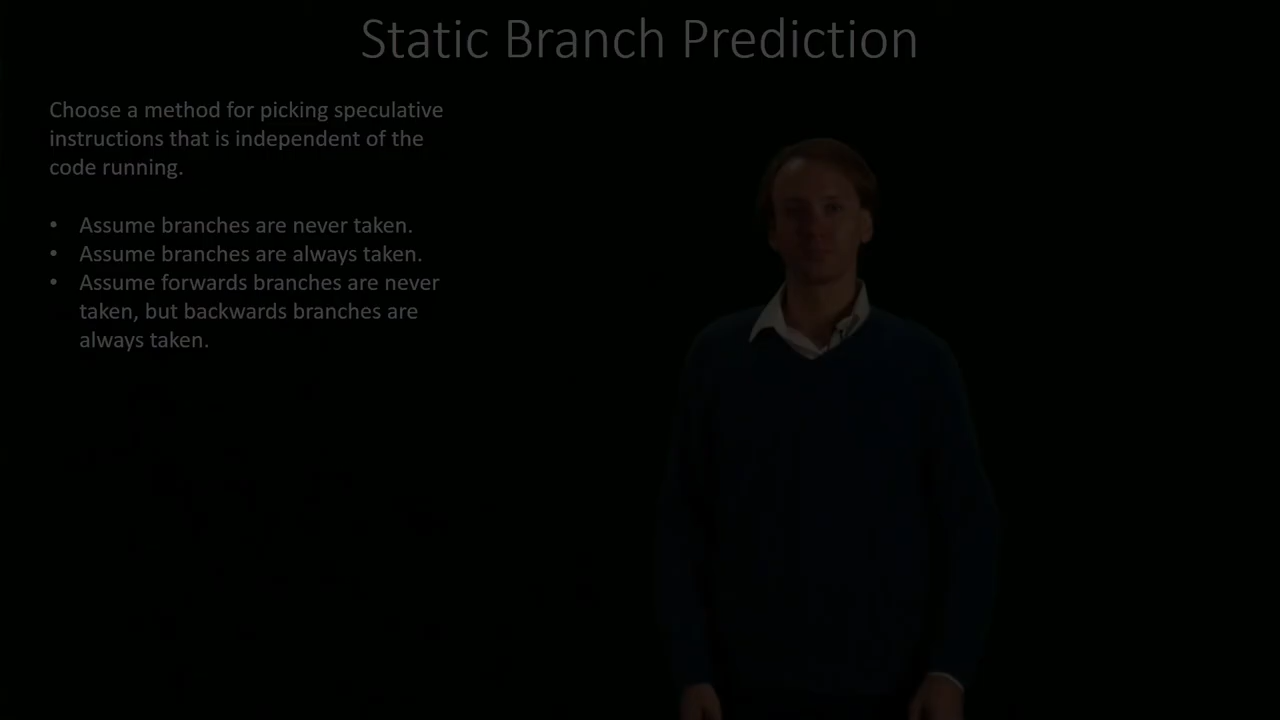 Static Branch Prediction
Choose a method for picking speculative
instructions that is independent of the
code running.
• Assume branches are never taken.
• Assume branches are always taken.
• Assume forwards branches are never
taken, but backwards branches are
always taken.